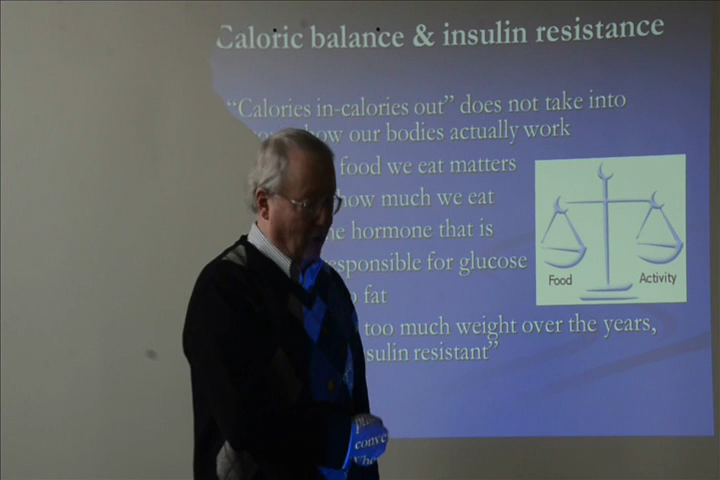 Caloric balance & insulin resistance
"Calories in-calories out" does not take into
how our bodies actually work
food we eat matters
how much we eat
hormone that is
responsible for glucose
fat
too much weight over the years,
resistant"
Food
Activity
conve